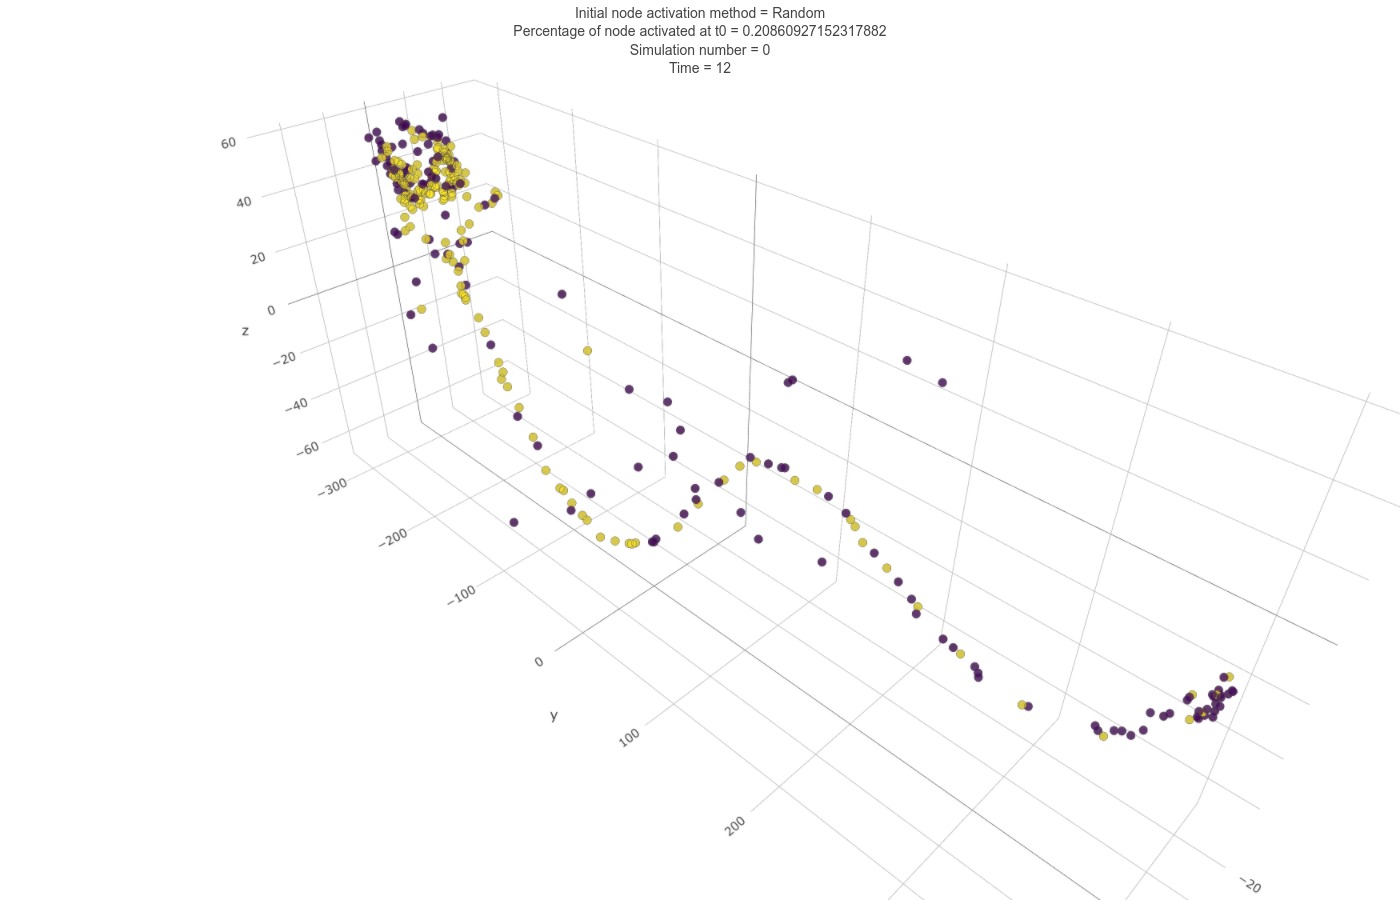 Initial node activation method = Random
Percentage of node activated at t0 = 0.20860927152317882
Simulation number = 0
Time = 12
60
40
20
0
z
−20
−40
−60
−300
−200
−100
0
y
100
200
−20